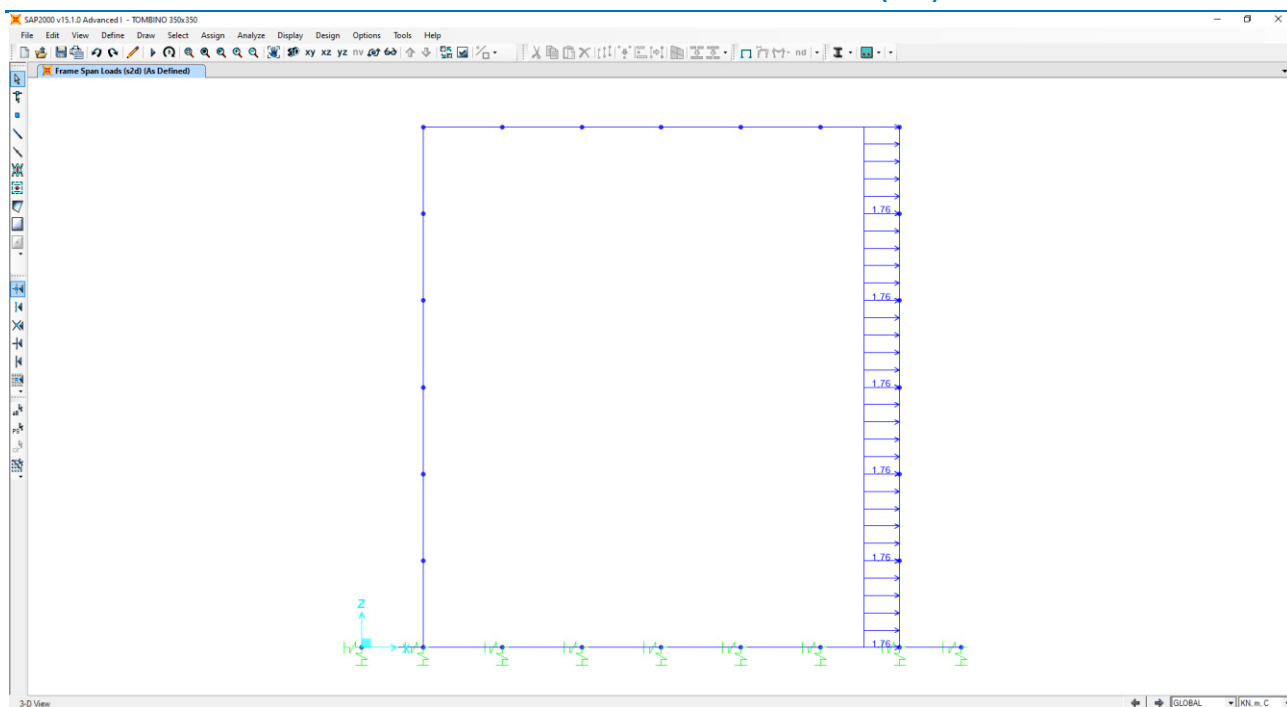 SAP2000 v15.1.0 Advanced I - TOMBINO 350x350
File Edit View Define Draw Select Assign Analyze Display Design Options Tools Help
xy xz yz nv nd
Frame Span Loads (s2d) (As Defined)
1.76
1.76
1.76
1.76
1.76
1.76
Z
X
3-D View
GLOBAL
KN, m, C